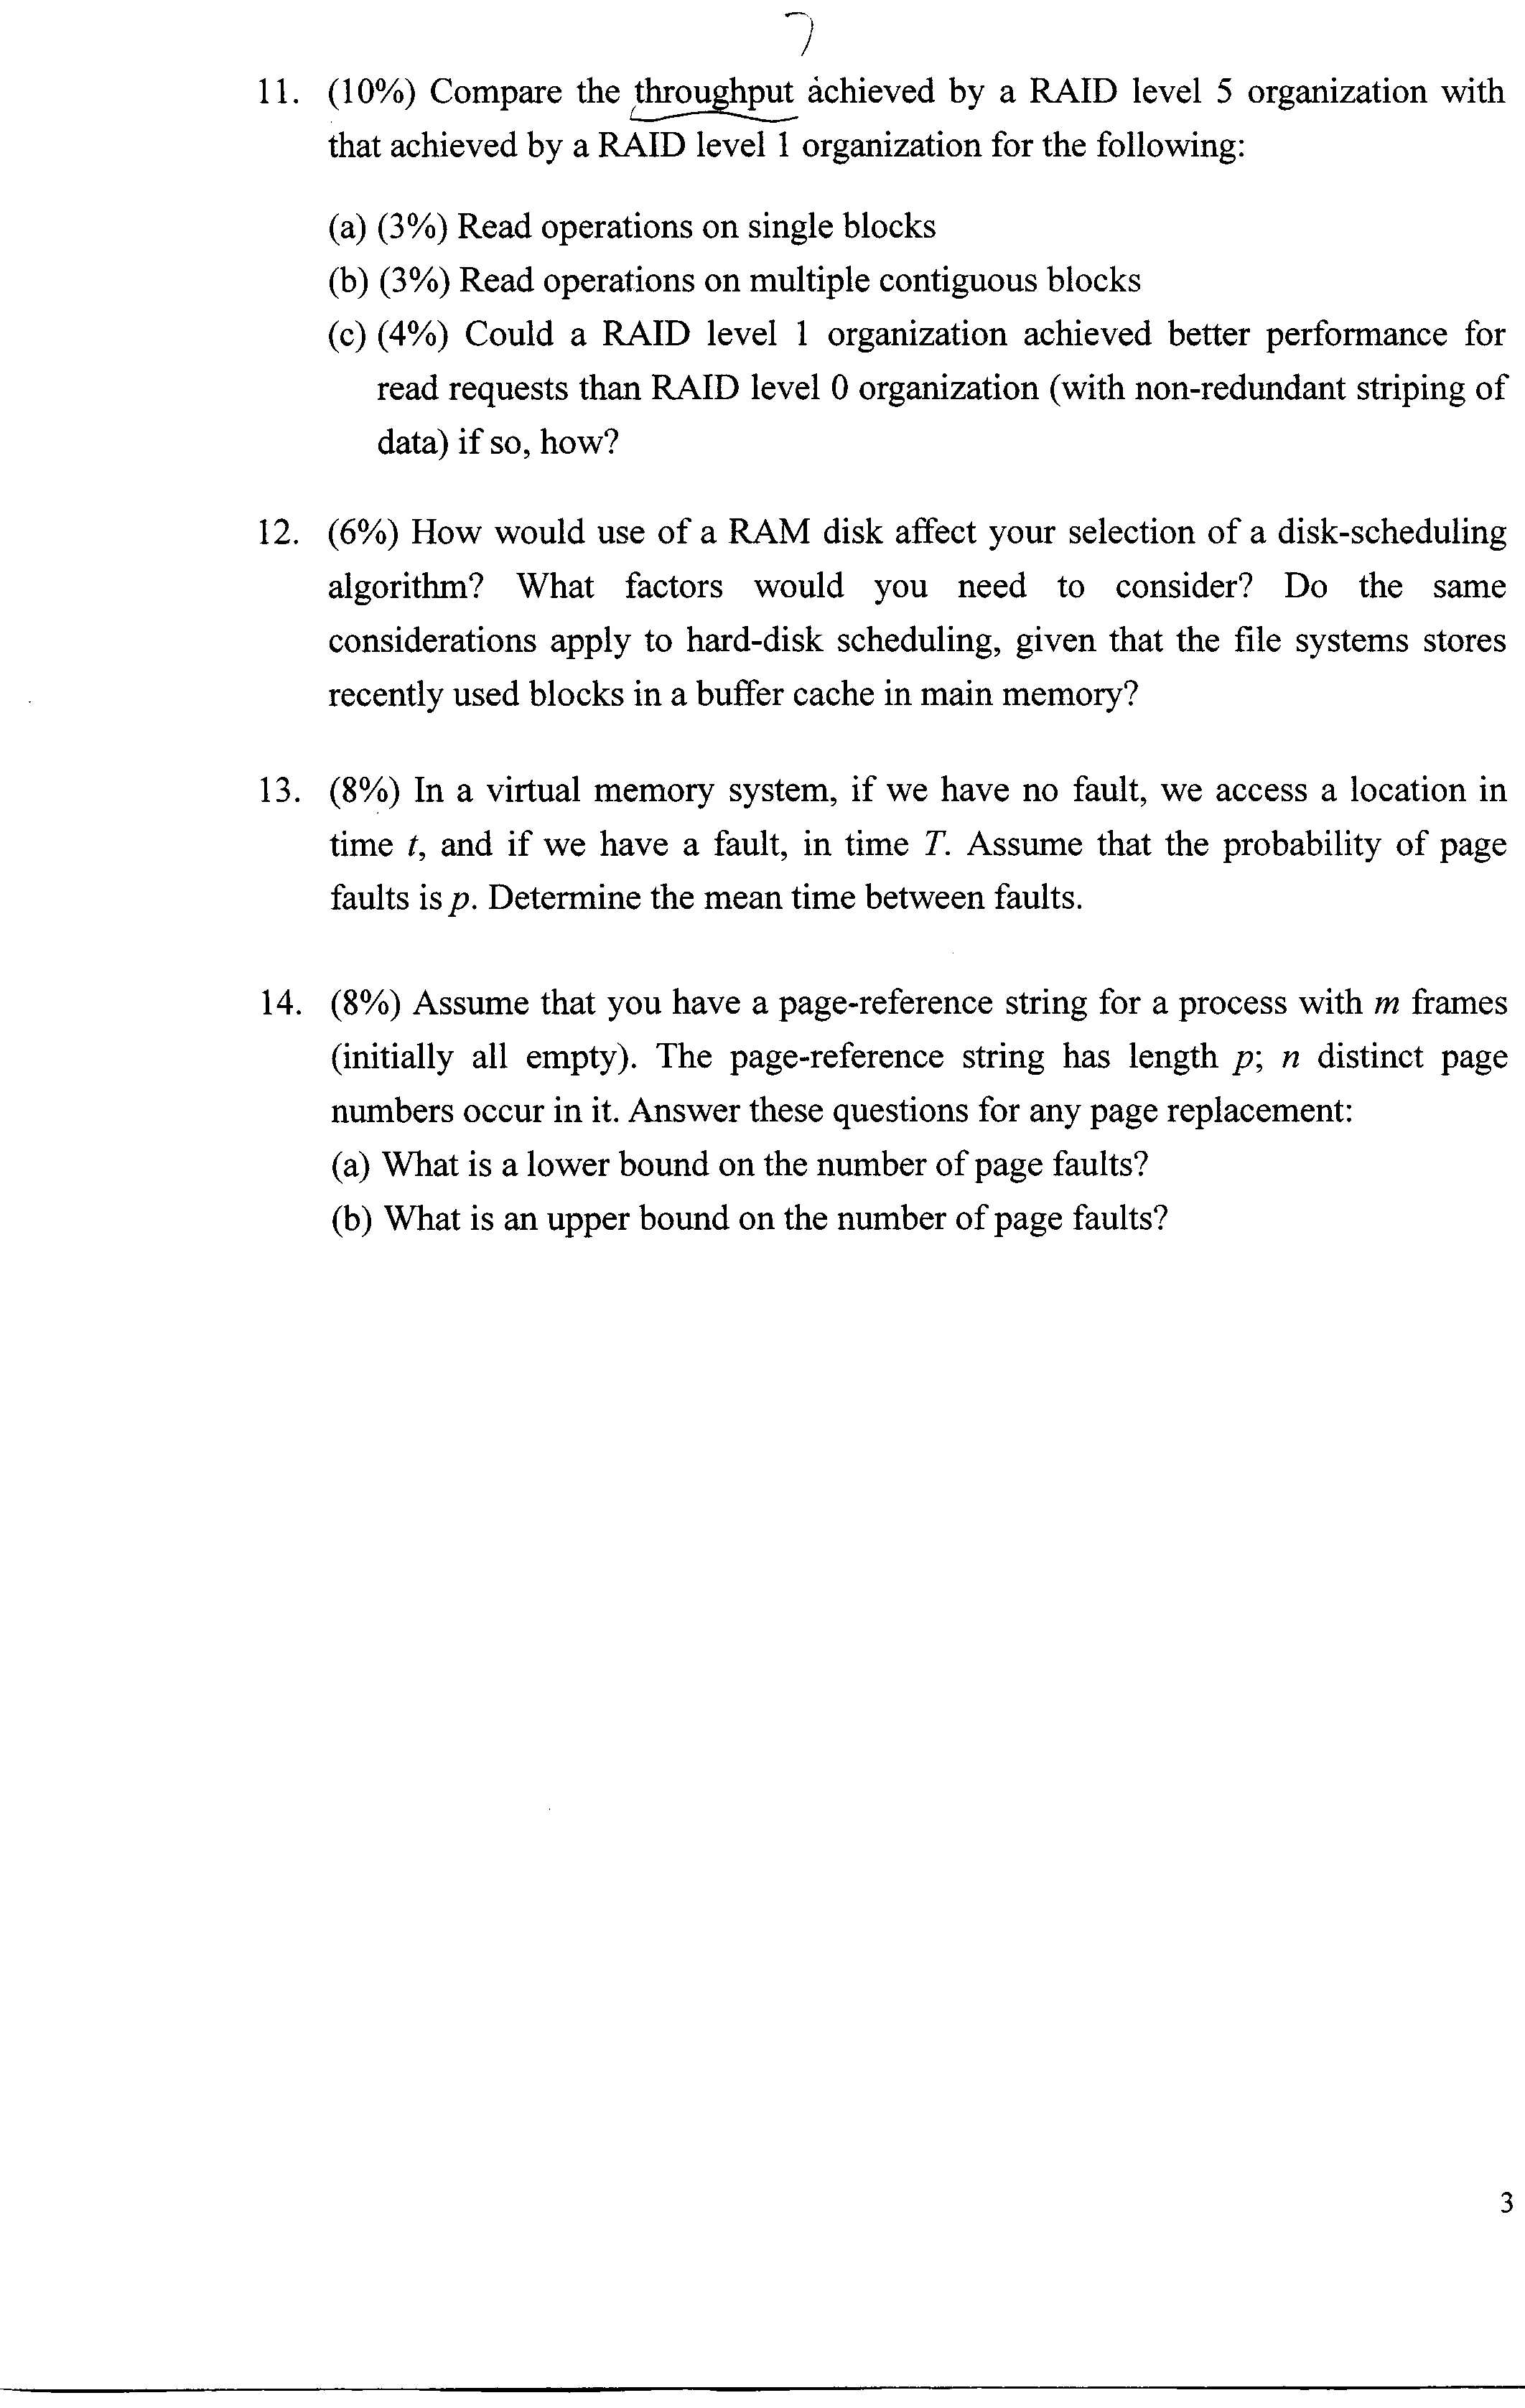 7
11. (10%) Compare the throughput achieved by a RAID level 5 organization with
that achieved by a RAID level 1 organization for the following:
(a) (3%) Read operations on single blocks
(b) (3%) Read operations on multiple contiguous blocks
(c) (4%) Could a RAID level 1 organization achieved better performance for
read requests than RAID level 0 organization (with non-redundant striping of
data) if so, how?
12. (6%) How would use of a RAM disk affect your selection of a disk-scheduling
algorithm? What factors would you need to consider? Do the same
considerations apply to hard-disk scheduling, given that the file systems stores
recently used blocks in a buffer cache in main memory?
13. (8%) In a virtual memory system, if we have no fault, we access a location in
time t, and if we have a fault, in time T. Assume that the probability of page
faults is p. Determine the mean time between faults.
14. (8%) Assume that you have a page-reference string for a process with m frames
(initially all empty). The page-reference string has length p; n distinct page
numbers occur in it. Answer these questions for any page replacement:
(a) What is a lower bound on the number of page faults?
(b) What is an upper bound on the number of page faults?
3